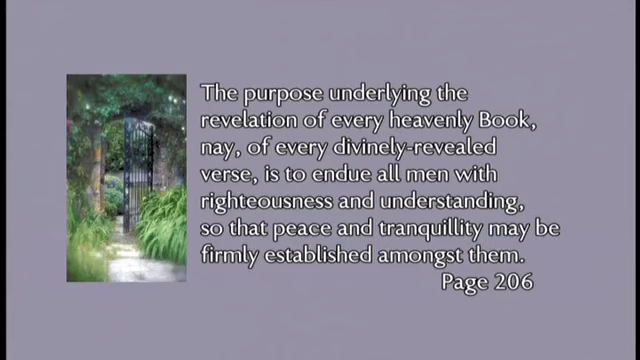 The purpose underlying the
revelation of every heavenly Book,
nay, of every divinely-revealed
verse, is to endue all men with
righteousness and understanding,
so that peace and tranquillity may be
firmly established amongst them.
Page 206